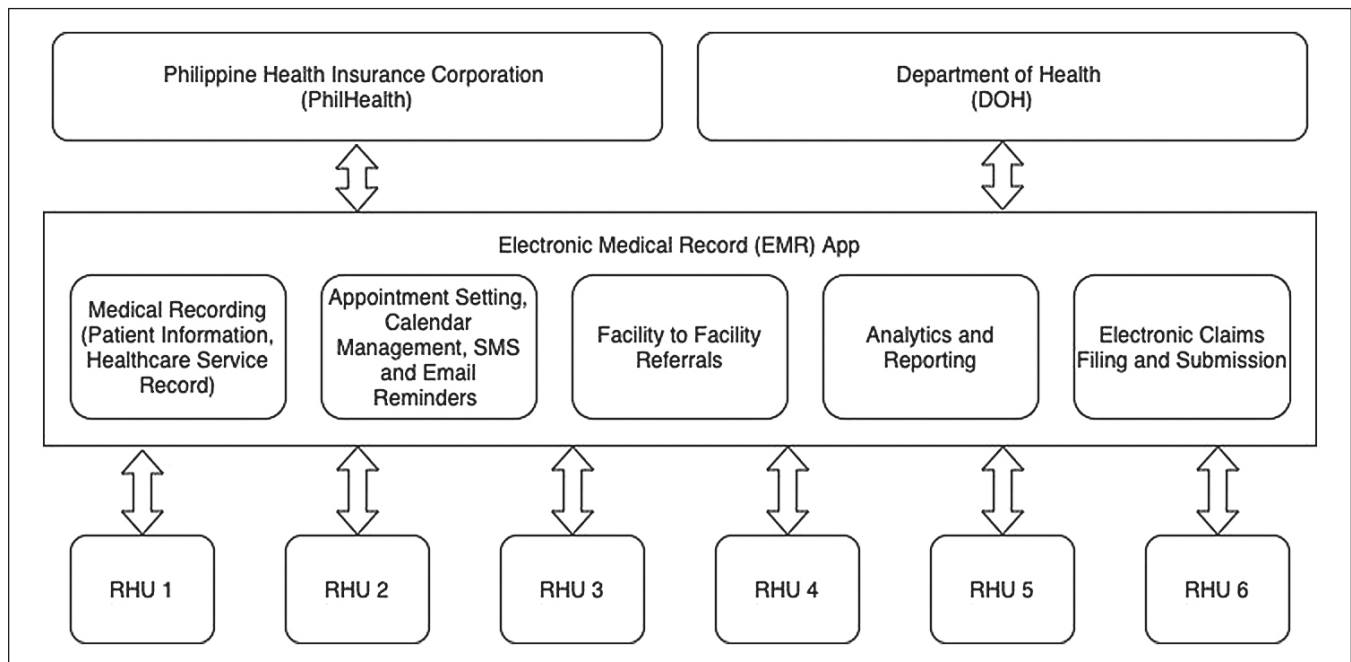 Philippine Health Insurance Corporation
(PhilHealth)
Department of Health
(DOH)
Electronic Medical Record (EMR) App
Medical Recording
(Patient Information,
Healthcare Service
Record)
Appointment Setting,
Calendar
Management, SMS
and Email
Reminders
Facility to Facility
Referrals
Analytics and
Reporting
Electronic Claims
Filing and Submission
RHU 1
RHU 2
RHU 3
RHU 4
RHU 5
RHU 6